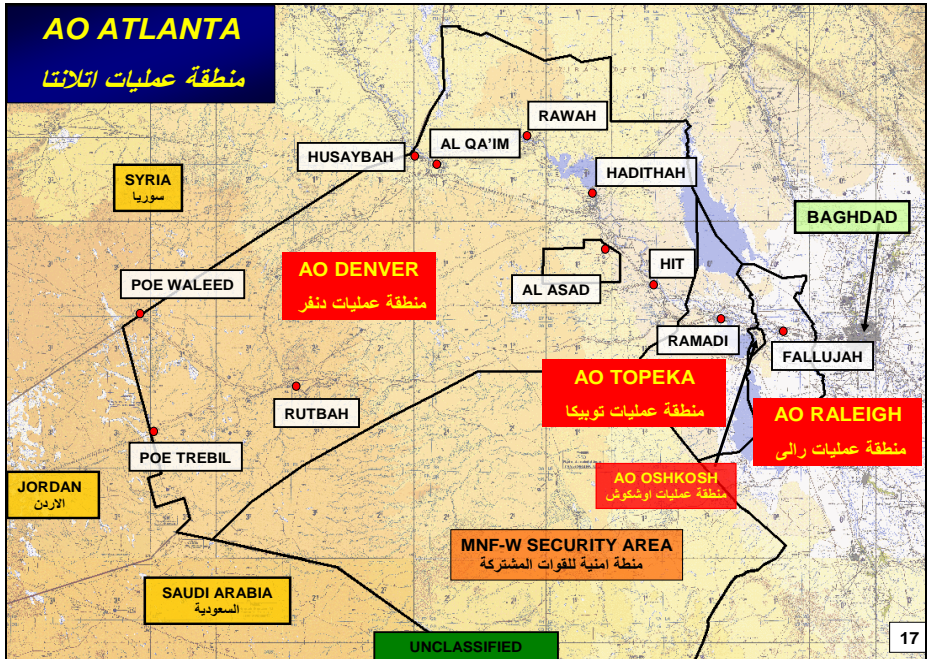 AO ATLANTA
منطقة عمليات اتلانتا
RAWAH
AL QA'IM
HUSAYBAH
HADITHAH
SYRIA
سوريا
BAGHDAD
AO DENVER
منطقة عمليات دنفر
HIT
POE WALEED
AL ASAD
RAMADI
FALLUJAH
AO TOPEKA
منطقة عمليات توبيكا
RUTBAH
AO RALEIGH
منطقة عمليات رالى
POE TREBIL
AO OSHKOSH
منطقة عمليات اوشكوش
JORDAN
الاردن
MNF-W SECURITY AREA
منطة امنية للقوات المشتركة
SAUDI ARABIA
السعودية
UNCLASSIFIED
17